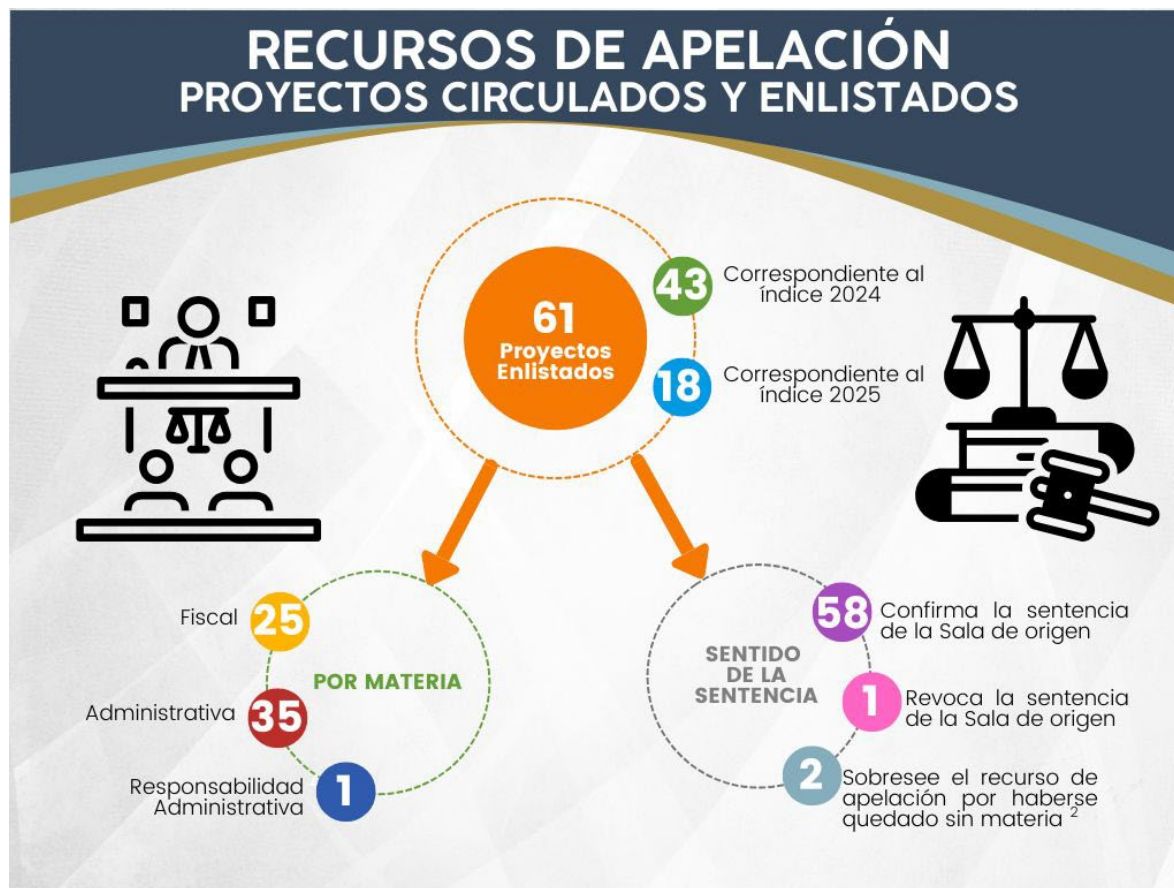 RECURSOS DE APELACIÓN
PROYECTOS CIRCULADOS Y ENLISTADOS
61
Proyectos
Enlistados
43
Correspondiente al
índice 2024
18
Correspondiente al
índice 2025
Fiscal 25
POR MATERIA
Administrativa 35
Responsabilidad
Administrativa
1
SENTIDO
DE LA
SENTENCIA
58
Confirma la sentencia
de la Sala de origen
1
Revoca la sentencia
de la Sala de origen
2
Sobresee el recurso de
apelación por haberse
quedado sin materia ²